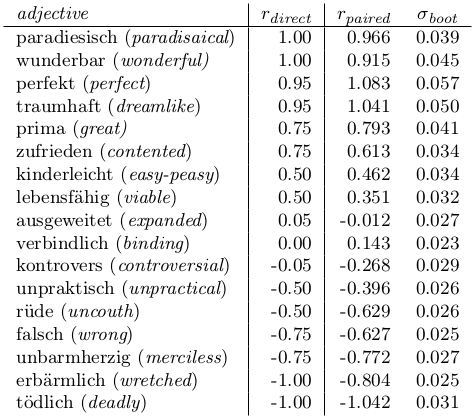 adjective r_direct r_paired σ_boot
paradiesisch (paradisaical) 1.00 0.966 0.039
wunderbar (wonderful) 1.00 0.915 0.045
perfekt (perfect) 0.95 1.083 0.057
traumhaft (dreamlike) 0.95 1.041 0.050
prima (great) 0.75 0.793 0.041
zufrieden (contented) 0.75 0.613 0.034
kinderleicht (easy-peasy) 0.50 0.462 0.034
lebensfähig (viable) 0.50 0.351 0.032
ausgeweitet (expanded) 0.05 -0.012 0.027
verbindlich (binding) 0.00 0.143 0.023
kontrovers (controversial) -0.05 -0.268 0.029
unpraktisch (unpractical) -0.50 -0.396 0.026
rüde (uncouth) -0.50 -0.629 0.026
falsch (wrong) -0.75 -0.627 0.025
unbarmherzig (merciless) -0.75 -0.772 0.027
erbärmlich (wretched) -1.00 -0.804 0.025
tödlich (deadly) -1.00 -1.042 0.031